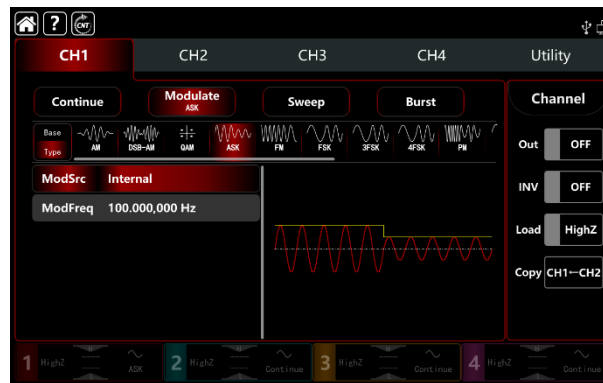 ? CNT
CH1 CH2 CH3 CH4 Utility
Continue Modulate ASK Sweep Burst Channel
Base Type AM DSB-AM QAM ASK FM FSK 3FSK 4FSK PM
Out OFF
ModSrc Internal
INV OFF
ModFreq 100.000,000 Hz
Load HighZ
Copy CH1←CH2
1 HighZ ASK 2 HighZ Continue 3 HighZ Continue 4 HighZ Continue